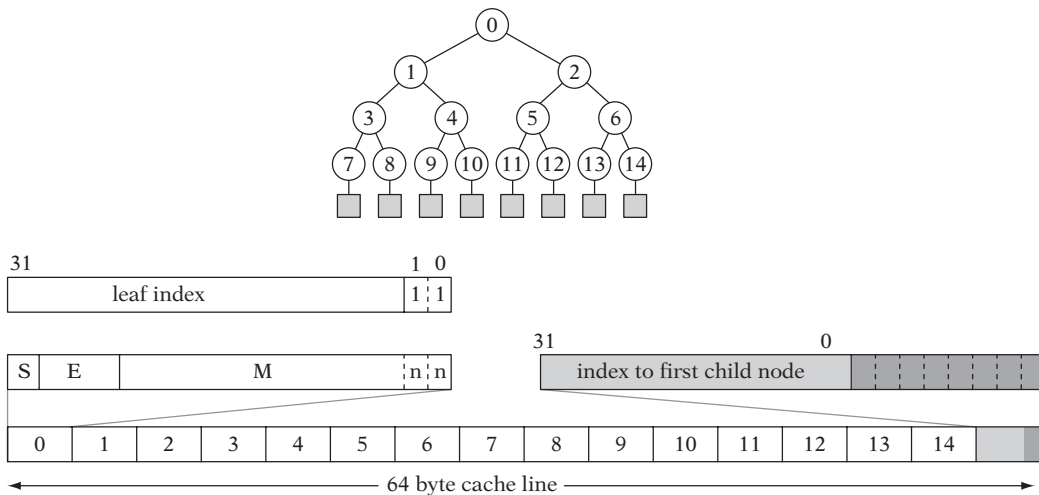 0
1 2
3 4 5 6
7 8 9 10 11 12 13 14
31 1 0
leaf index 1 1
31 0
S E M n n index to first child node
0 1 2 3 4 5 6 7 8 9 10 11 12 13 14
64 byte cache line